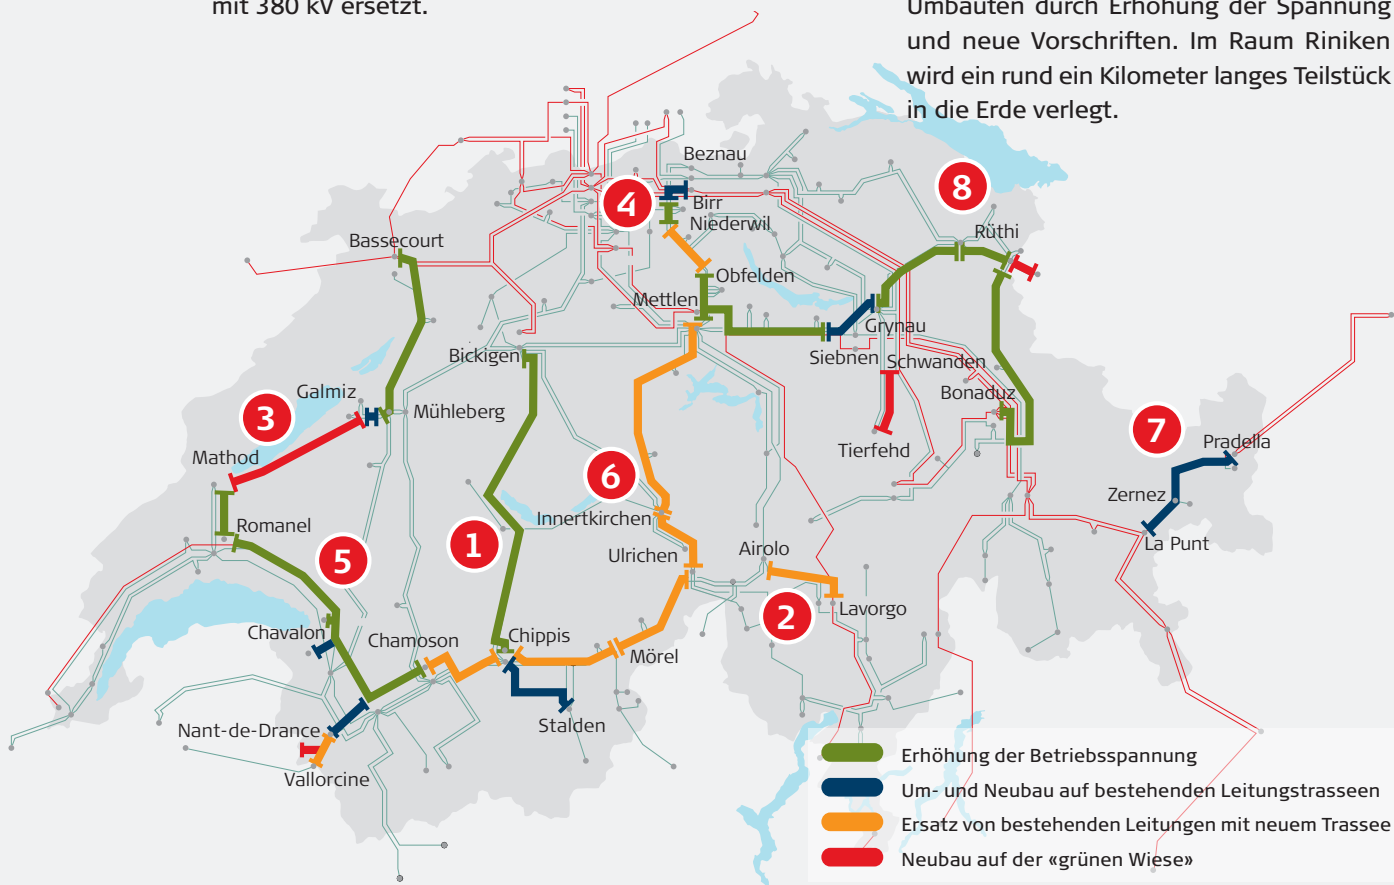 mit 380 kV ersetzt.
Umbauten durch Erhöhung der Spannung
und neue Vorschriften. Im Raum Riniken
wird ein rund ein Kilometer langes Teilstück
in die Erde verlegt.
Beznau
8
4
Birr
Niederwil
Rüthi
Bassecourt
Obfelden
Mettlen
Grynau
Bickigen
Siebnen
Schwanden
Galmiz
Bonaduz
Mühleberg
3
7
Pradella
Tierfehd
Mathod
6
Zernez
Innertkirchen
Romanel
1
La Punt
Airolo
Ulrichen
5
Lavorgo
2
Chavalon
Chamoson
Chippis
Mörel
Nant-de-Drance
Stalden
Vallorcine
Erhöhung der Betriebsspannung
Um- und Neubau auf bestehenden Leitungstrasseen
Ersatz von bestehenden Leitungen mit neuem Trassee
Neubau auf der «grünen Wiese»